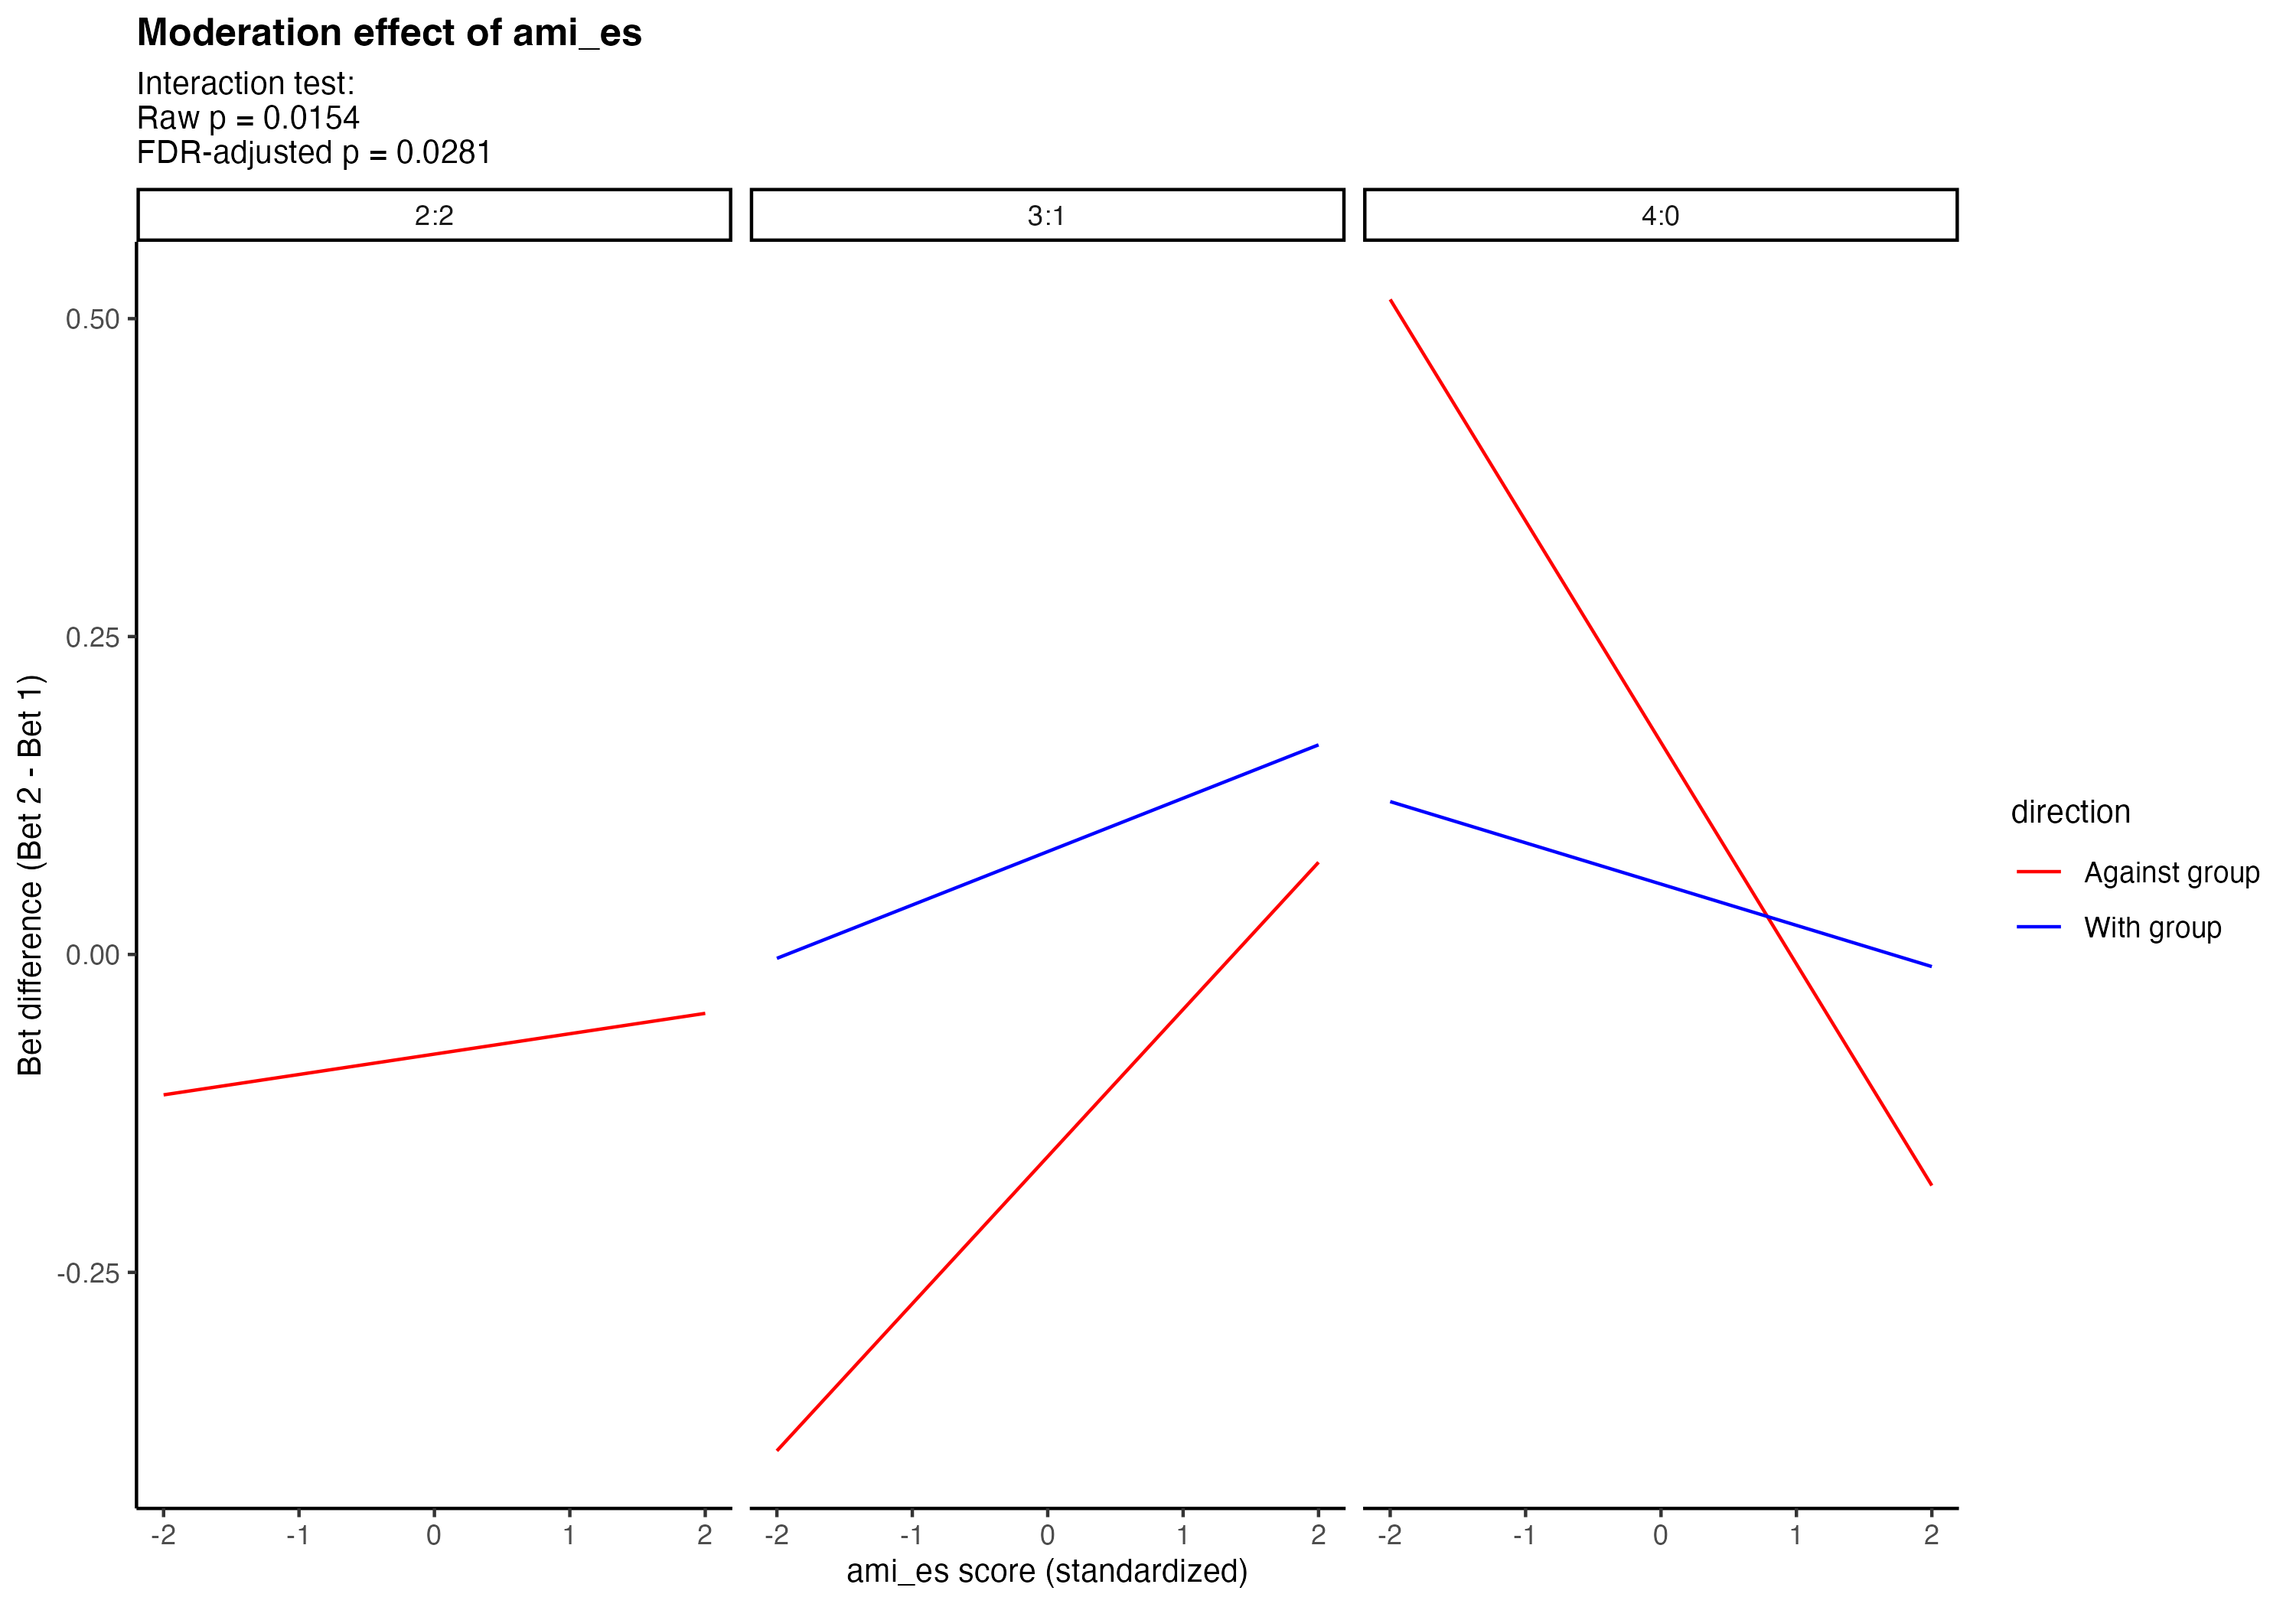 Moderation effect of ami_es
Interaction test:
Raw p = 0.0154
FDR-adjusted p = 0.0281
2:2
3:1
4:0
0.50
0.25
0.00
-0.25
Bet difference (Bet 2 - Bet 1)
-2 -1 0 1 2
-2 -1 0 1 2
-2 -1 0 1 2
ami_es score (standardized)
direction
Against group
With group